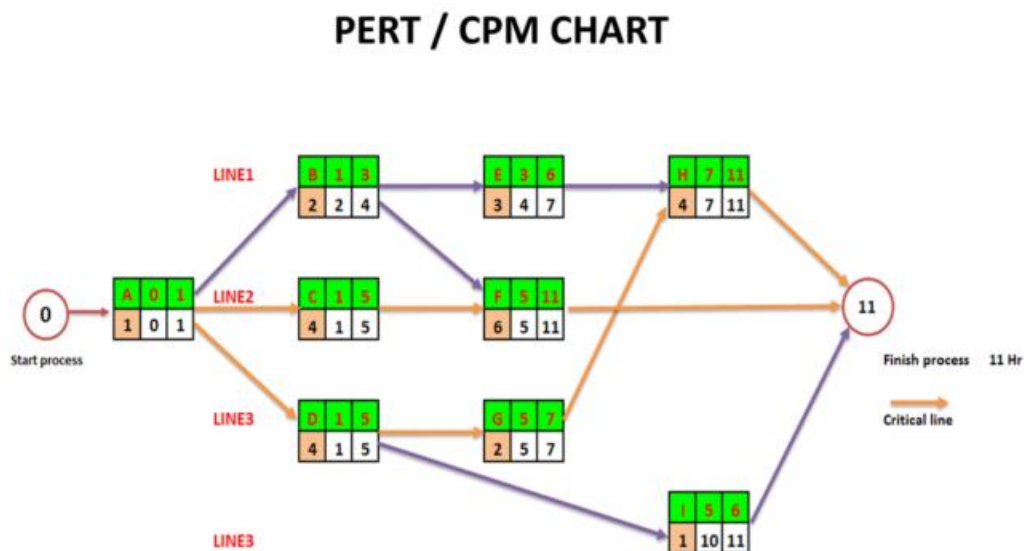 PERT / CPM CHART
LINE1
B 1 3
2 2 4
E 3 6
3 4 7
H 7 11
4 7 11
A 0 1
1 0 1
LINE2
C 1 5
4 1 5
F 5 11
6 5 11
0
11
Start process
Finish process 11 Hr
Critical line
LINE3
D 1 5
4 1 5
G 5 7
2 5 7
I 5 6
1 10 11
LINE3